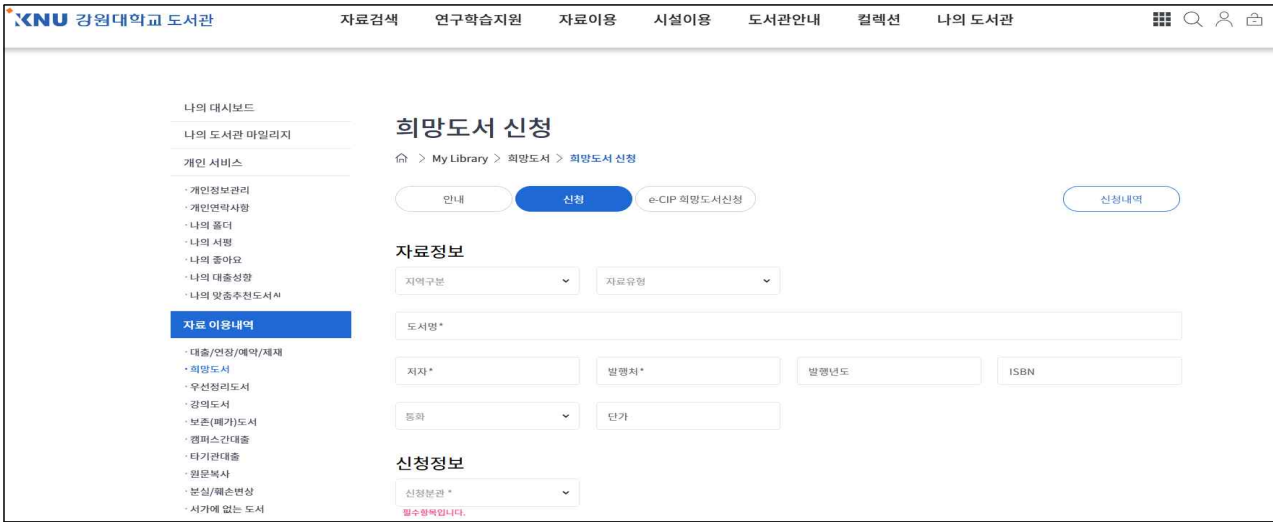 KNU 강원대학교 도서관
자료검색 연구학습지원 자료이용 시설이용 도서관안내 컬렉션 나의 도서관
나의 대시보드
나의 도서관 마일리지
개인 서비스
· 개인정보관리
· 개인연락사항
· 나의 폴더
· 나의 서평
· 나의 좋아요
· 나의 대출성향
· 나의 맞춤추천도서AI
자료 이용내역
· 대출/연장/예약/제재
· 희망도서
· 우선정리도서
· 강의도서
· 보존(폐가)도서
· 캠퍼스간대출
· 타기관대출
· 원문복사
· 분실/훼손변상
· 서가에 없는 도서
희망도서 신청
> My Library > 희망도서 > 희망도서 신청
안내 신청 e-CIP 희망도서신청 신청내역
자료정보
지역구분 자료유형
도서명*
저자* 발행처* 발행년도 ISBN
통화 단가
신청정보
신청분관 *
필수항목입니다.